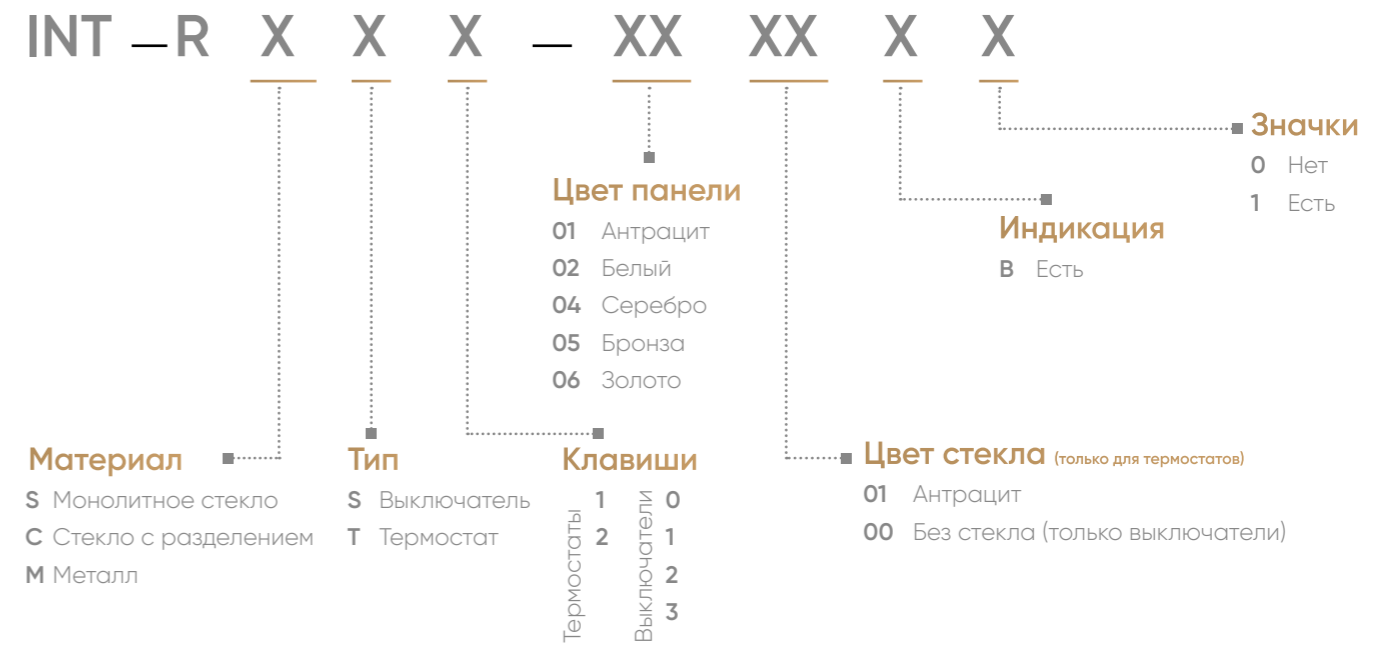 INT – R X X X – XX XX X X
Значки
0 Нет
1 Есть
Цвет панели
01 Антрацит
02 Белый
04 Серебро
05 Бронза
06 Золото
Индикация
B Есть
Материал
S Монолитное стекло
C Стекло с разделением
M Металл
Тип
S Выключатель
T Термостат
Клавиши
Термостаты
1
2
Выключатели
0
1
2
3
Цвет стекла (только для термостатов)
01 Антрацит
00 Без стекла (только выключатели)